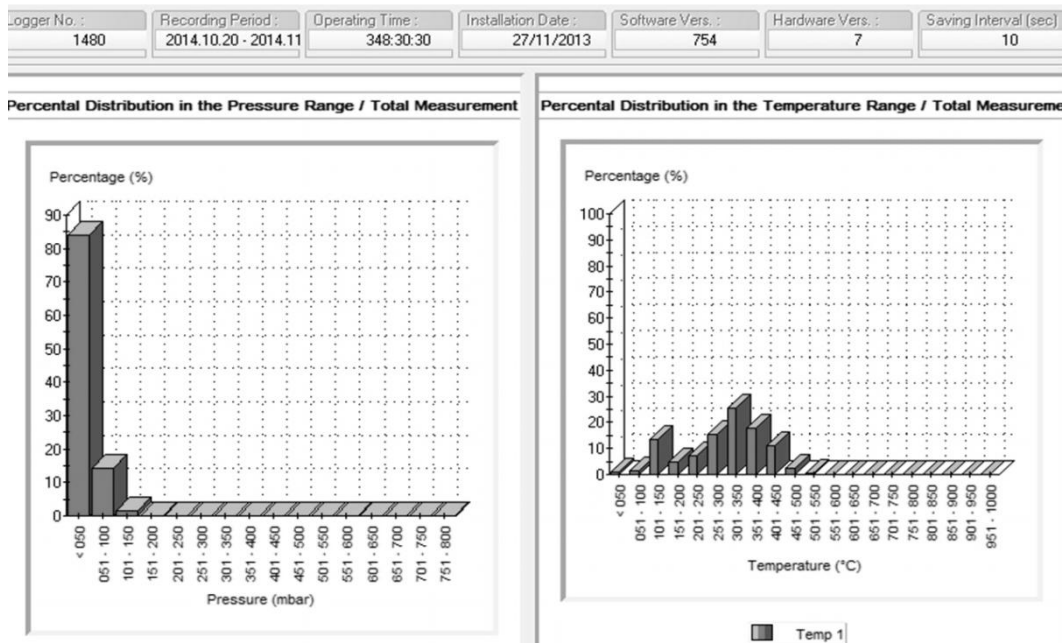 Logger No. :
1480
Recording Period :
2014.10.20 - 2014.11
Operating Time :
348:30:30
Installation Date :
27/11/2013
Software Vers. :
754
Hardware Vers. :
7
Saving Interval (sec)
10
Percental Distribution in the Pressure Range / Total Measurement
Percentage (%)
90
80
70
60
50
40
30
20
10
0
< 050
051 - 100
101 - 150
151 - 200
201 - 250
251 - 300
301 - 350
351 - 400
401 - 450
451 - 500
501 - 550
551 - 600
601 - 650
651 - 700
701 - 750
751 - 800
Pressure (mbar)
Percental Distribution in the Temperature Range / Total Measureme
Percentage (%)
100
90
80
70
60
50
40
30
20
10
0
< 050
051 - 100
101 - 150
151 - 200
201 - 250
251 - 300
301 - 350
351 - 400
401 - 450
451 - 500
501 - 550
551 - 600
601 - 650
651 - 700
701 - 750
751 - 800
801 - 850
851 - 900
901 - 950
951 - 1000
Temperature (°C)
Temp 1